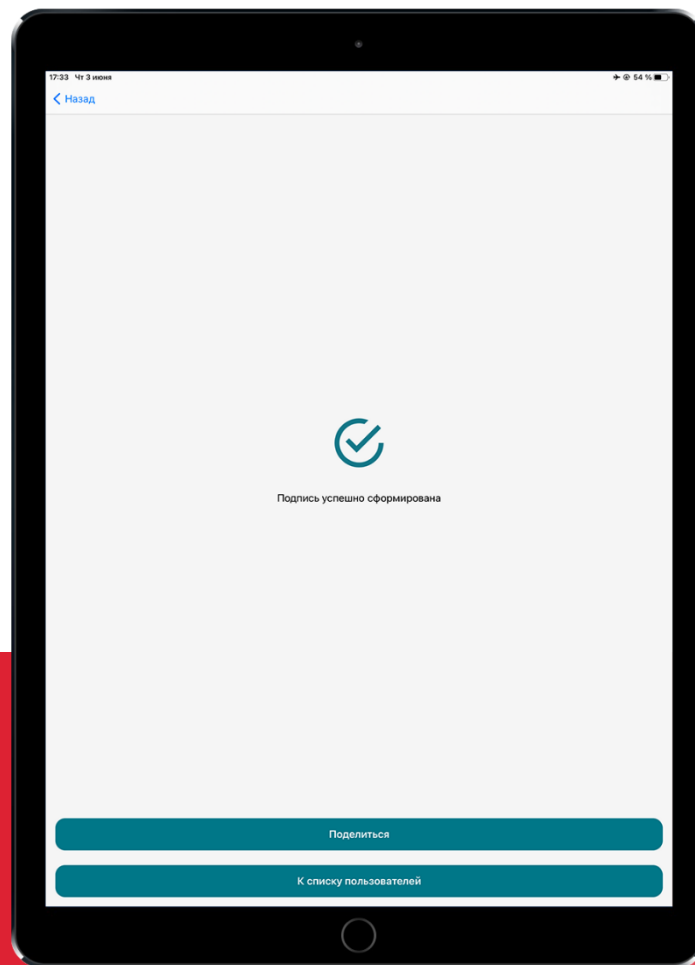 17:33 Чт 3 июня
54 %
Назад
Подпись успешно сформирована
Поделиться
К списку пользователей